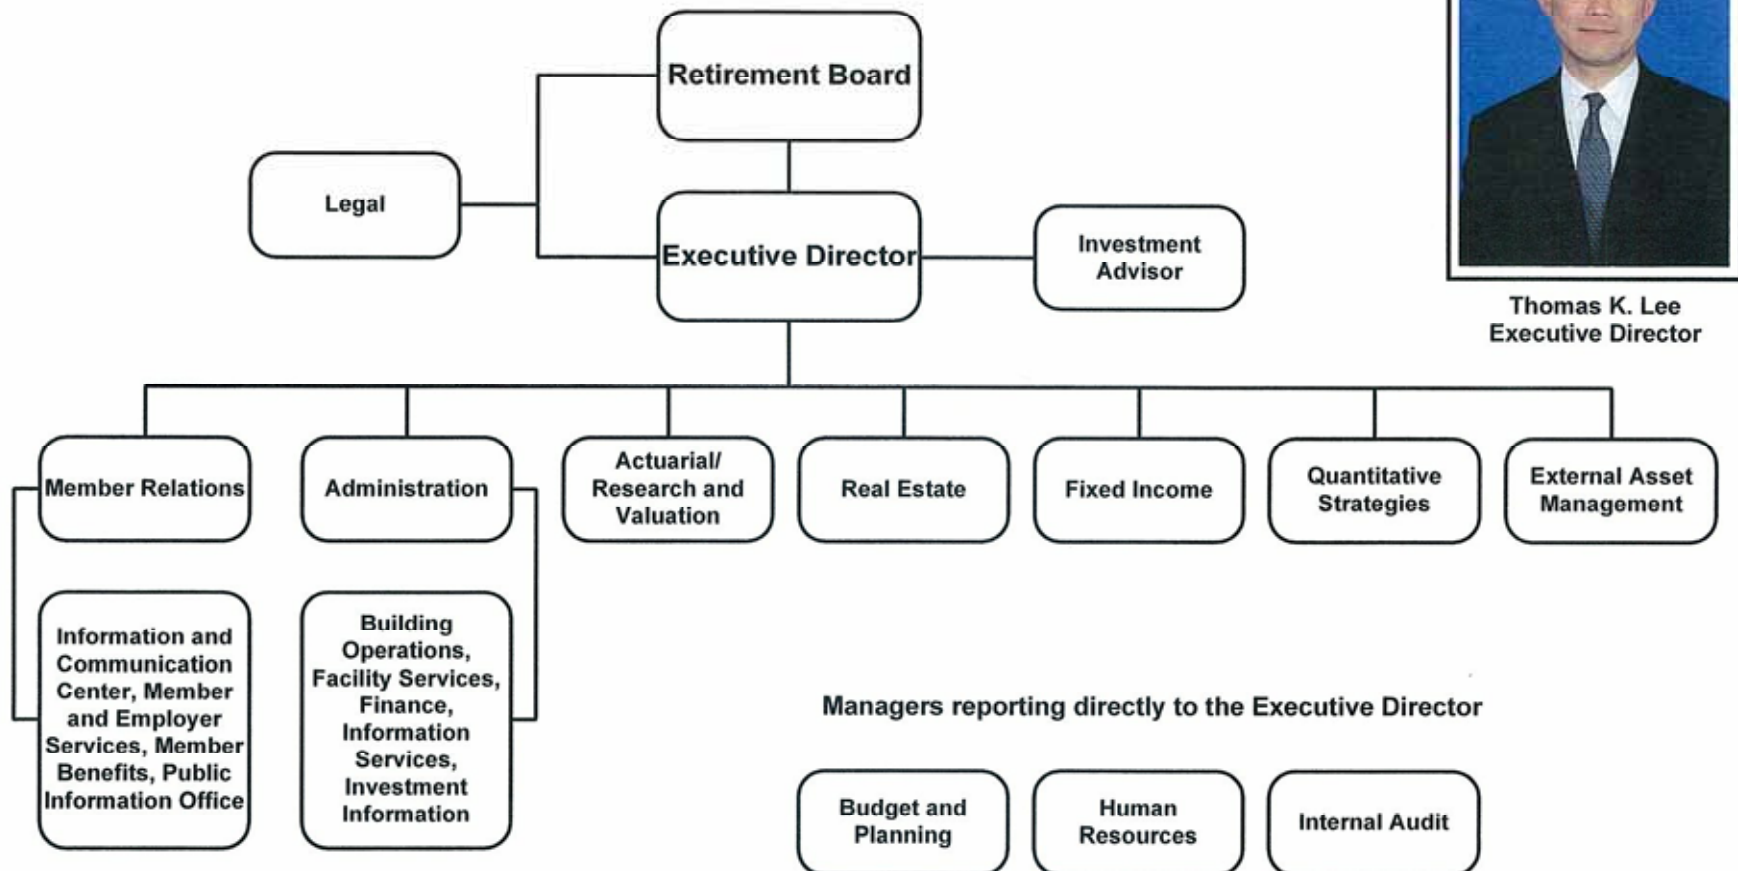 Retirement Board
Legal
Executive Director
Investment
Advisor
Thomas K. Lee
Executive Director
Member Relations
Administration
Actuarial/
Research and
Valuation
Real Estate
Fixed Income
Quantitative
Strategies
External Asset
Management
Information and
Communication
Center, Member
and Employer
Services, Member
Benefits, Public
Information Office
Building
Operations,
Facility Services,
Finance,
Information
Services,
Investment
Information
Managers reporting directly to the Executive Director
Budget and
Planning
Human
Resources
Internal Audit